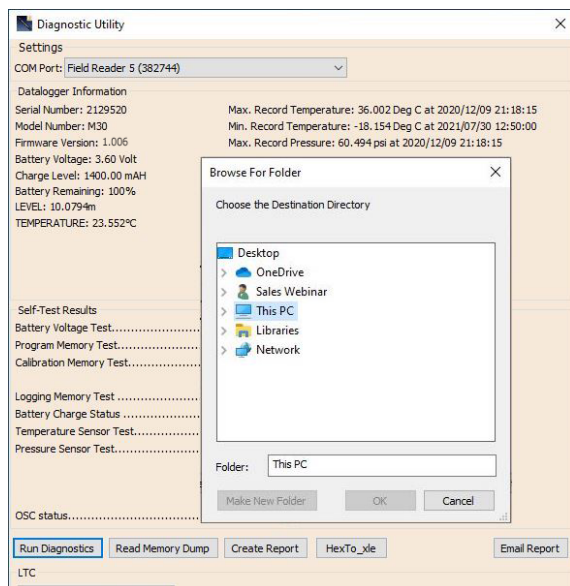 Diagnostic Utility
Settings
COM Port: Field Reader 5 (382744)
Datalogger Information
Serial Number: 2129520
Max. Record Temperature: 36.002 Deg C at 2020/12/09 21:18:15
Model Number: M30
Min. Record Temperature: -18.154 Deg C at 2021/07/30 12:50:00
Firmware Version: 1.006
Max. Record Pressure: 60.494 psi at 2020/12/09 21:18:15
Battery Voltage: 3.60 Volt
Charge Level: 1400.00 mAH
Battery Remaining: 100%
LEVEL: 10.0794m
TEMPERATURE: 23.552°C
Browse For Folder
Choose the Destination Directory
Desktop
OneDrive
Sales Webinar
This PC
Libraries
Network
Folder: This PC
Make New Folder OK Cancel
Self-Test Results
Battery Voltage Test
Program Memory Test
Calibration Memory Test
Logging Memory Test
Battery Charge Status
Temperature Sensor Test
Pressure Sensor Test
OSC status
Run Diagnostics Read Memory Dump Create Report HexTo_xle Email Report
LTC